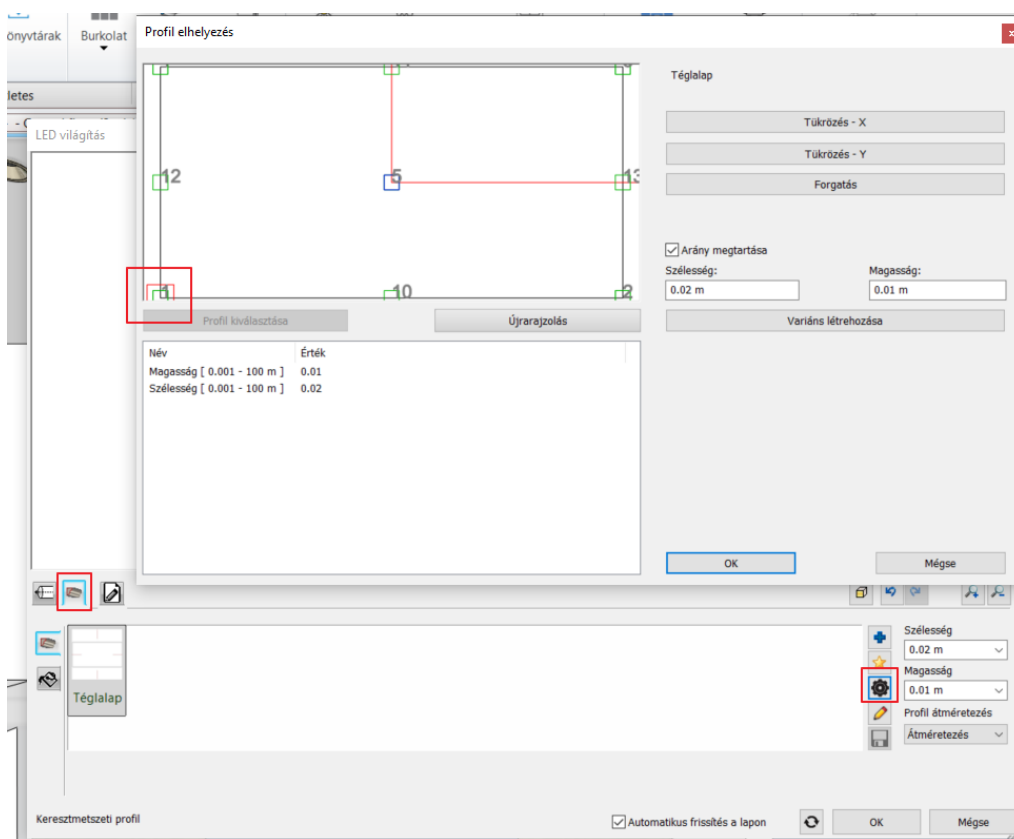 Profil elhelyezés
önyvtárak
Burkolat
letes
LED világítás
12
5
13
1
10
2
Téglalap
Tükrözés - X
Tükrözés - Y
Forgatás
Arány megtartása
Szélesség:
Magasság:
0.02 m
0.01 m
Variáns létrehozása
Profil kiválasztása
Újrarajzolás
Név
Érték
Magasság [ 0.001 - 100 m ]
0.01
Szélesség [ 0.001 - 100 m ]
0.02
OK
Mégse
Téglalap
Szélesség
0.02 m
Magasság
0.01 m
Profil átméretezés
Átméretezés
Keresztmetszeti profil
Automatikus frissítés a lapon
OK
Mégse